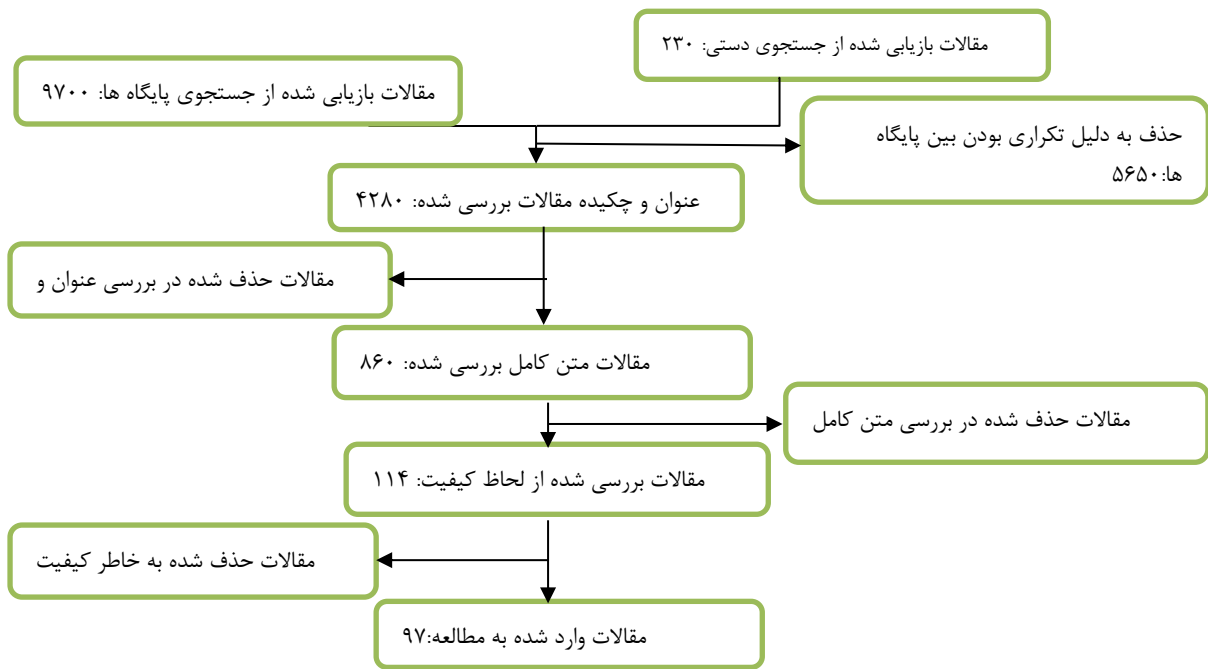 مقالات بازیابی شده از جستجوی دستی: ۲۳۰
مقالات بازیابی شده از جستجوی پایگاه ها: ۹۷۰۰
حذف به دلیل تکراری بودن بین پایگاه
ها:۵۶۵۰
عنوان و چکیده مقالات بررسی شده: ۴۲۸۰
مقالات حذف شده در بررسی عنوان و
مقالات متن کامل بررسی شده: ۸۶۰
مقالات حذف شده در بررسی متن کامل
مقالات بررسی شده از لحاظ کیفیت: ۱۱۴
مقالات حذف شده به خاطر کیفیت
مقالات وارد شده به مطالعه:۹۷